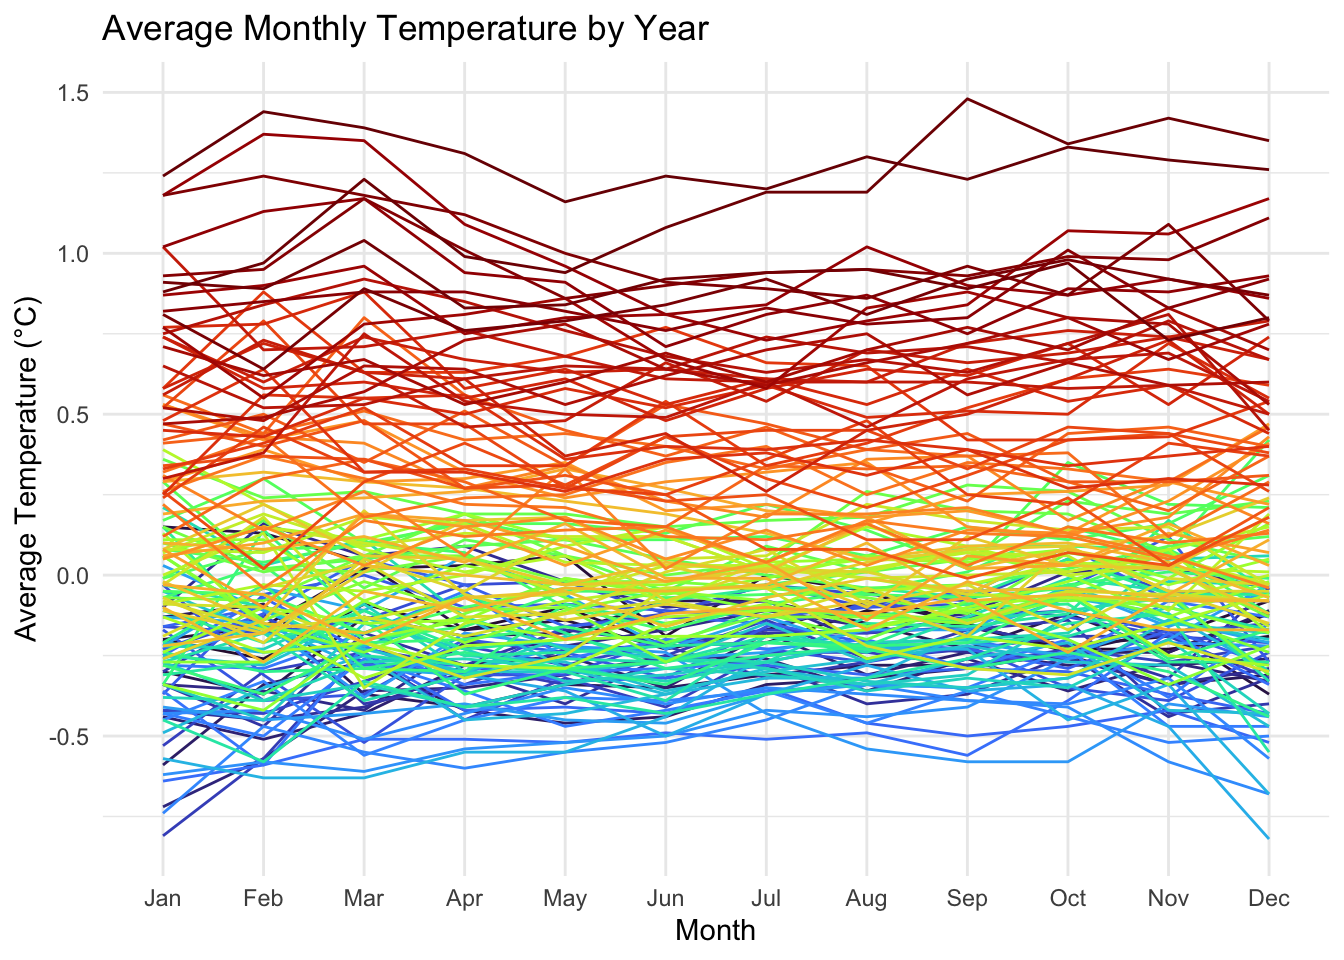 Average Monthly Temperature by Year
Average Temperature (°C)
1.5
1.0
0.5
0.0
-0.5
Jan Feb Mar Apr May Jun Jul Aug Sep Oct Nov Dec
Month